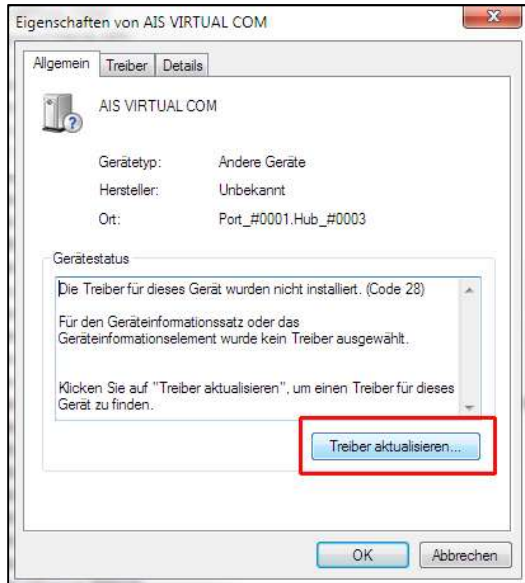 Eigenschaften von AIS VIRTUAL COM
Allgemein Treiber Details
AIS VIRTUAL COM
Gerätetyp: Andere Geräte
Hersteller: Unbekannt
Ort: Port_#0001.Hub_#0003
Gerätestatus
Die Treiber für dieses Gerät wurden nicht installiert. (Code 28)
Für den Geräteinformationssatz oder das
Geräteinformationselement wurde kein Treiber ausgewählt.
Klicken Sie auf "Treiber aktualisieren", um einen Treiber für dieses
Gerät zu finden.
Treiber aktualisieren...
OK Abbrechen